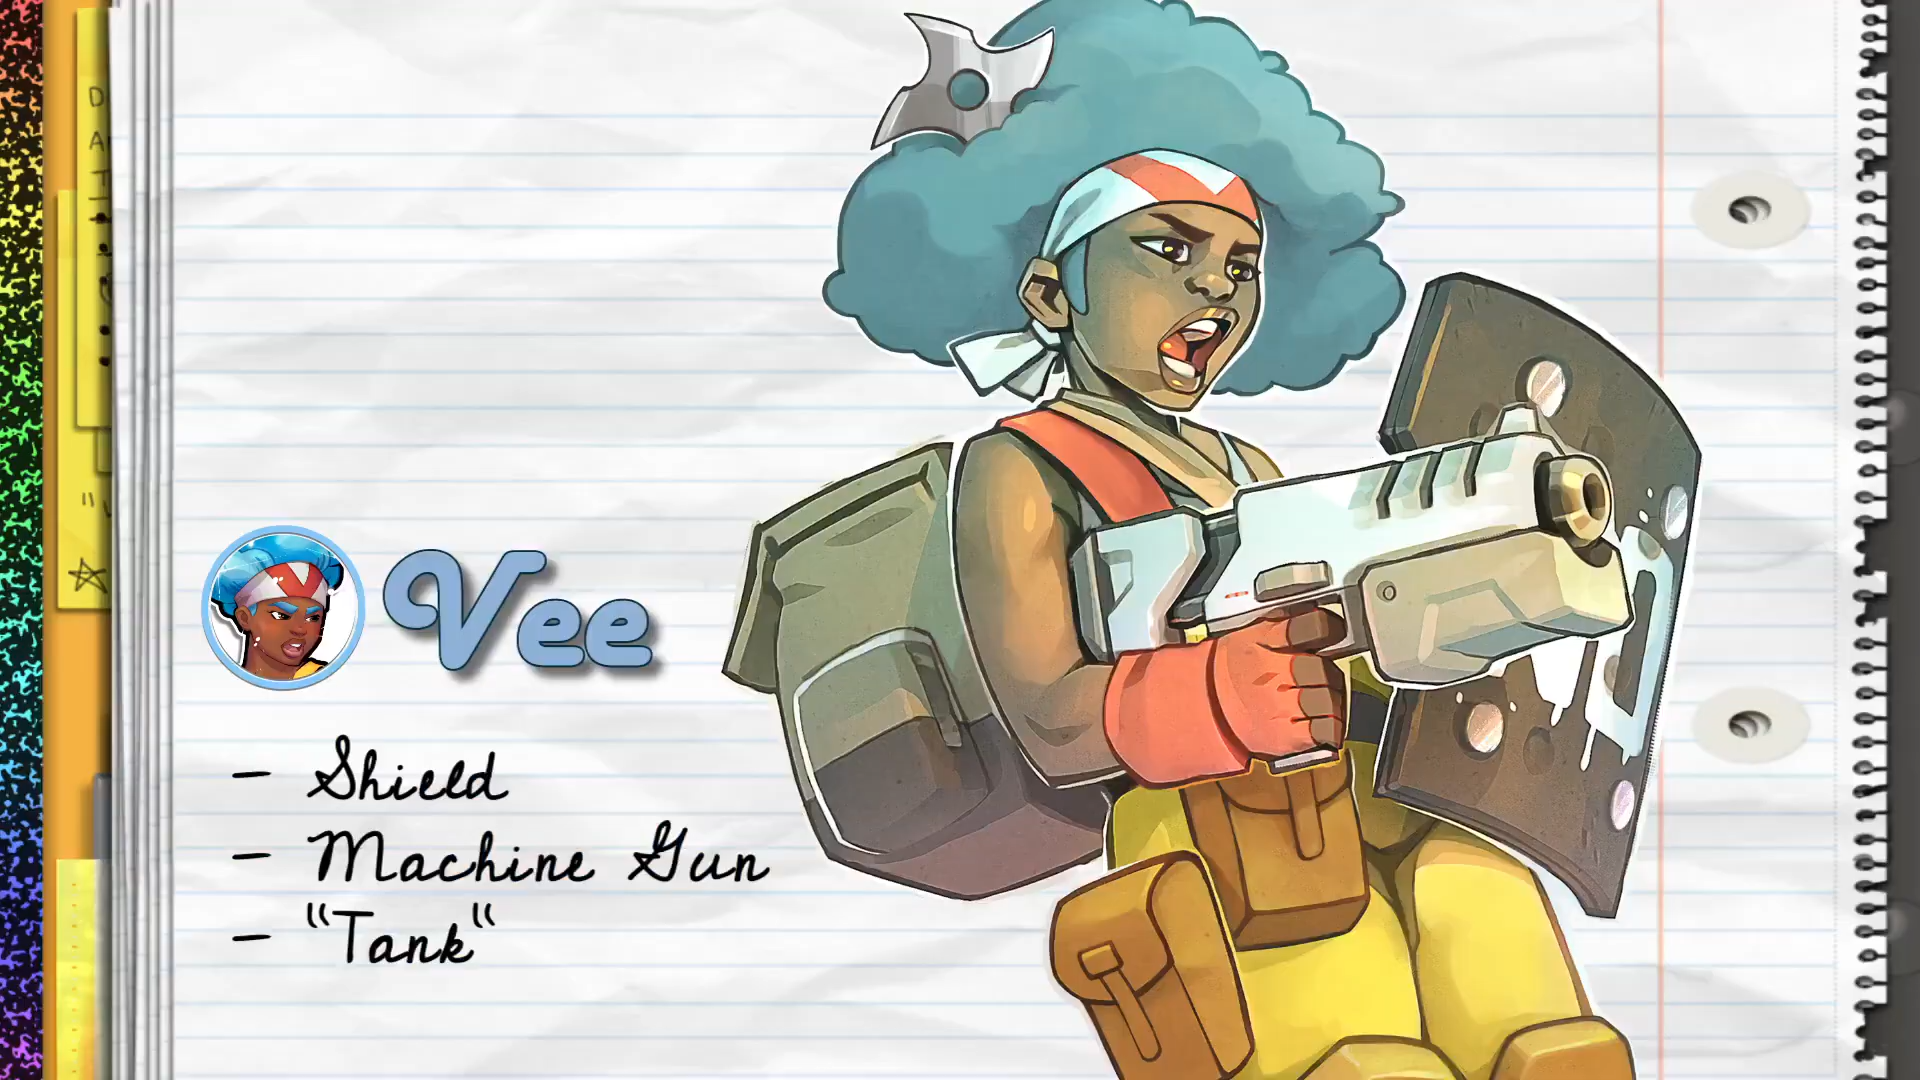 Vee
- Shield
- Machine Gun
- "Tank"